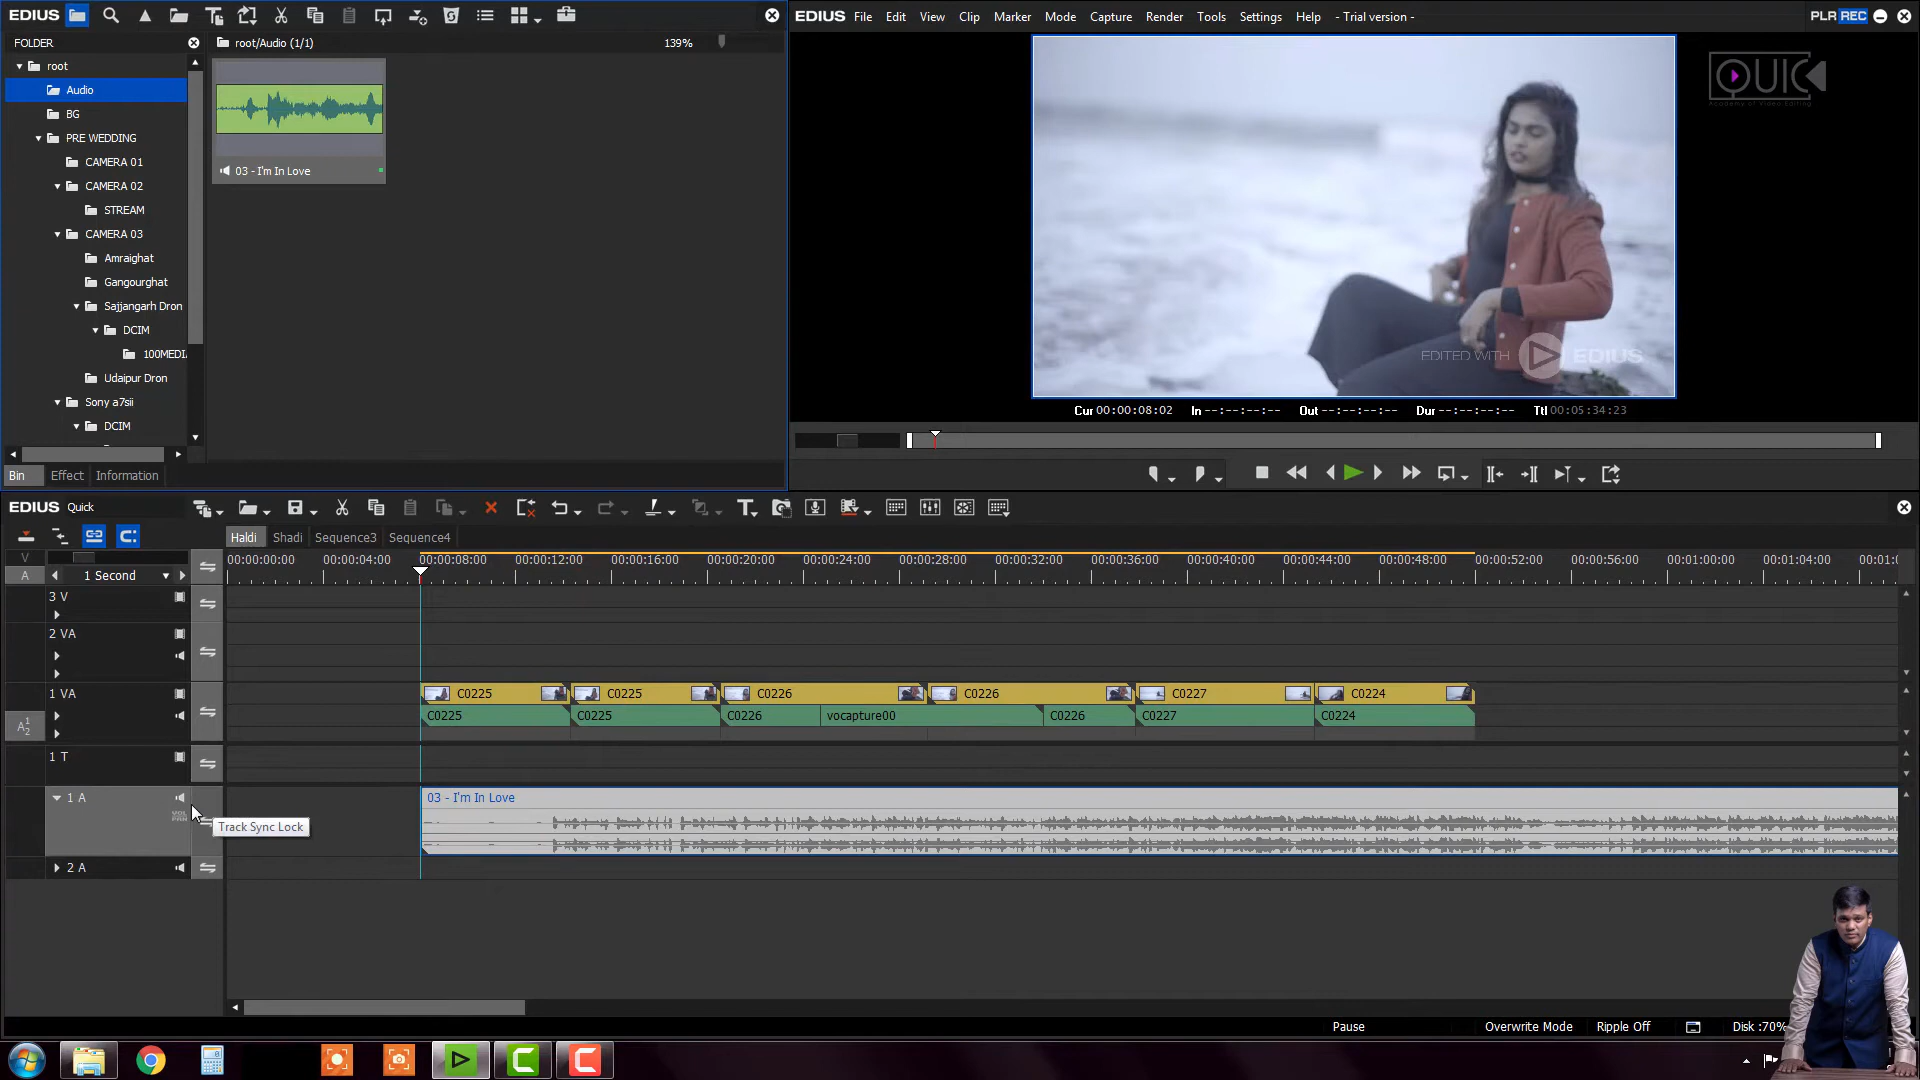 EDIUS
EDIUS File Edit View Clip Marker Mode Capture Render Tools Settings Help - Trial version - PLR REC
FOLDER
root/Audio (1/1) 139%
root
Audio
BG
PRE WEDDING
CAMERA 01
CAMERA 02
STREAM
CAMERA 03
Amraighat
Gangourghat
Sajjangarh Dron
DCIM
100MEDI
Udaipur Dron
Sony a7sii
DCIM
03 - I'm In Love
QUIC
Academy of Video Editing
EDITED WITH EDIUS
Cur 00:00:08:02 In --:--:--:-- Out --:--:--:-- Dur --:--:--:-- Ttl 00:05:34:23
Bin Effect Information
EDIUS Quick
Haldi Shadi Sequence3 Sequence4
V
A
1 Second
00:00:00:00 00:00:04:00 00:00:08:00 00:00:12:00 00:00:16:00 00:00:20:00 00:00:24:00 00:00:28:00 00:00:32:00 00:00:36:00 00:00:40:00 00:00:44:00 00:00:48:00 00:00:52:00 00:00:56:00 00:01:00:00 00:01:04:00 00:01:0
3 V
2 VA
1 VA
C0225 C0225 C0226 C0226 C0227 C0224
A12
C0225 C0225 C0226 vocapture00 C0226 C0227 C0224
1 T
1 A
VOL
PAN
03 - I'm In Love
Track Sync Lock
2 A
Pause Overwrite Mode Ripple Off Disk :70%